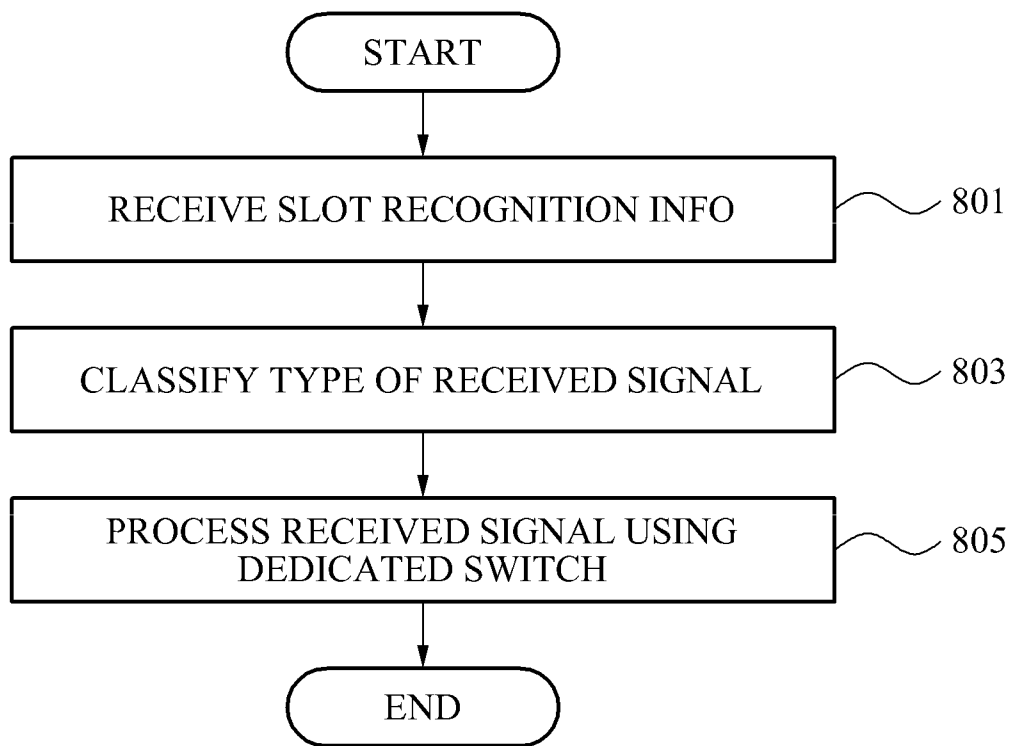 START
RECEIVE SLOT RECOGNITION INFO
801
CLASSIFY TYPE OF RECEIVED SIGNAL
803
PROCESS RECEIVED SIGNAL USING
DEDICATED SWITCH
805
END